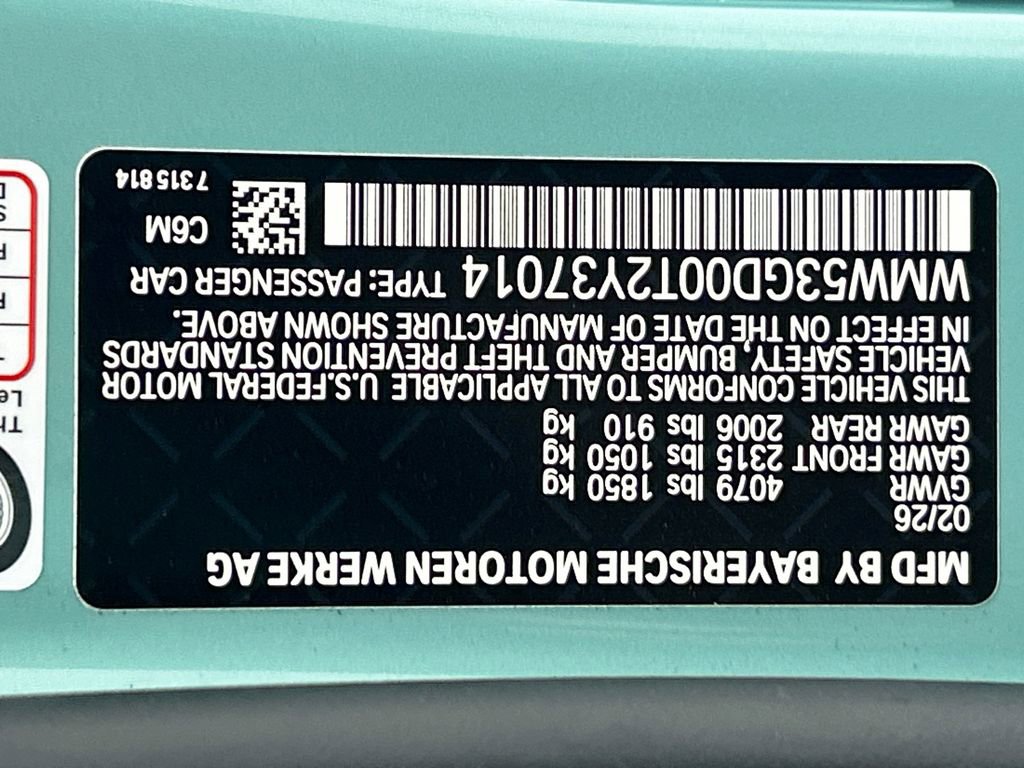 MFD BY BAYERISCHE MOTOREN WERKE AG
02/26
GVWR 4079 lbs 1850 kg
GAWR FRONT 2315 lbs 1050 kg
GAWR REAR 2006 lbs 910 kg
THIS VEHICLE CONFORMS TO ALL APPLICABLE U.S.FEDERAL MOTOR
VEHICLE SAFETY, BUMPER, AND THEFT PREVENTION STANDARDS
IN EFFECT ON THE DATE OF MANUFACTURE SHOWN ABOVE.
WMW53GD00T2Y37014 TYPE: PASSENGER CAR
C6M
7315814